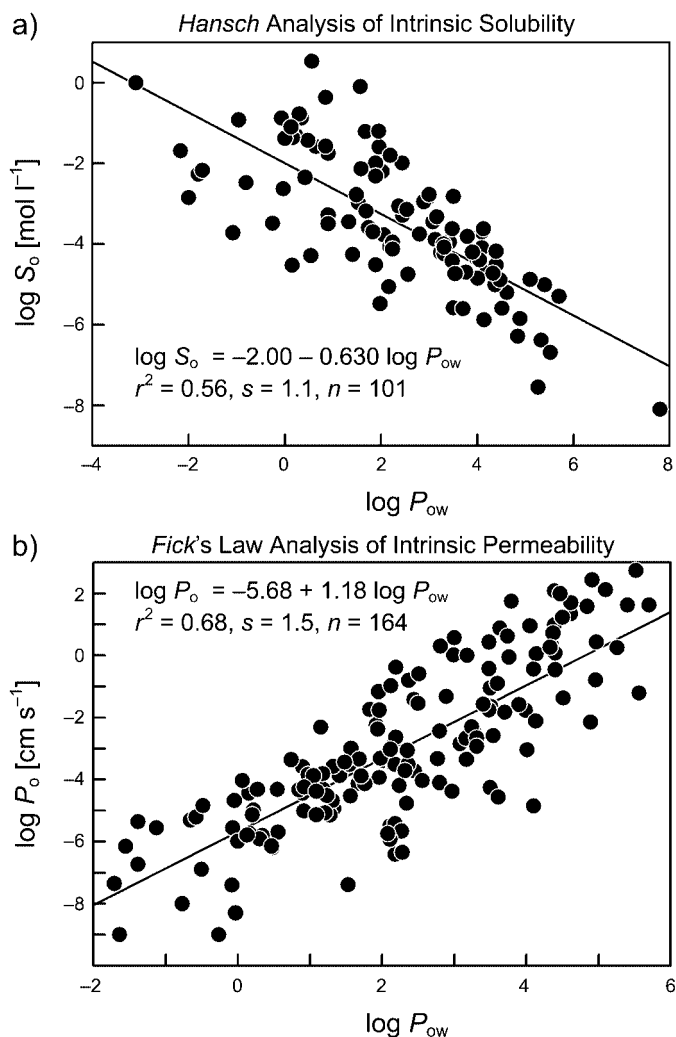 a) Hansch Analysis of Intrinsic Solubility
0
–2
–4
–6
–8
log Sₒ [mol l⁻¹]
log Sₒ = –2.00 – 0.630 log Pₒw
r² = 0.56, s = 1.1, n = 101
–4 –2 0 2 4 6 8
log Pₒw
b) Fick's Law Analysis of Intrinsic Permeability
log Pₒ = –5.68 + 1.18 log Pₒw
r² = 0.68, s = 1.5, n = 164
2
0
–2
–4
–6
–8
log Pₒ [cm s⁻¹]
–2 0 2 4 6
log Pₒw